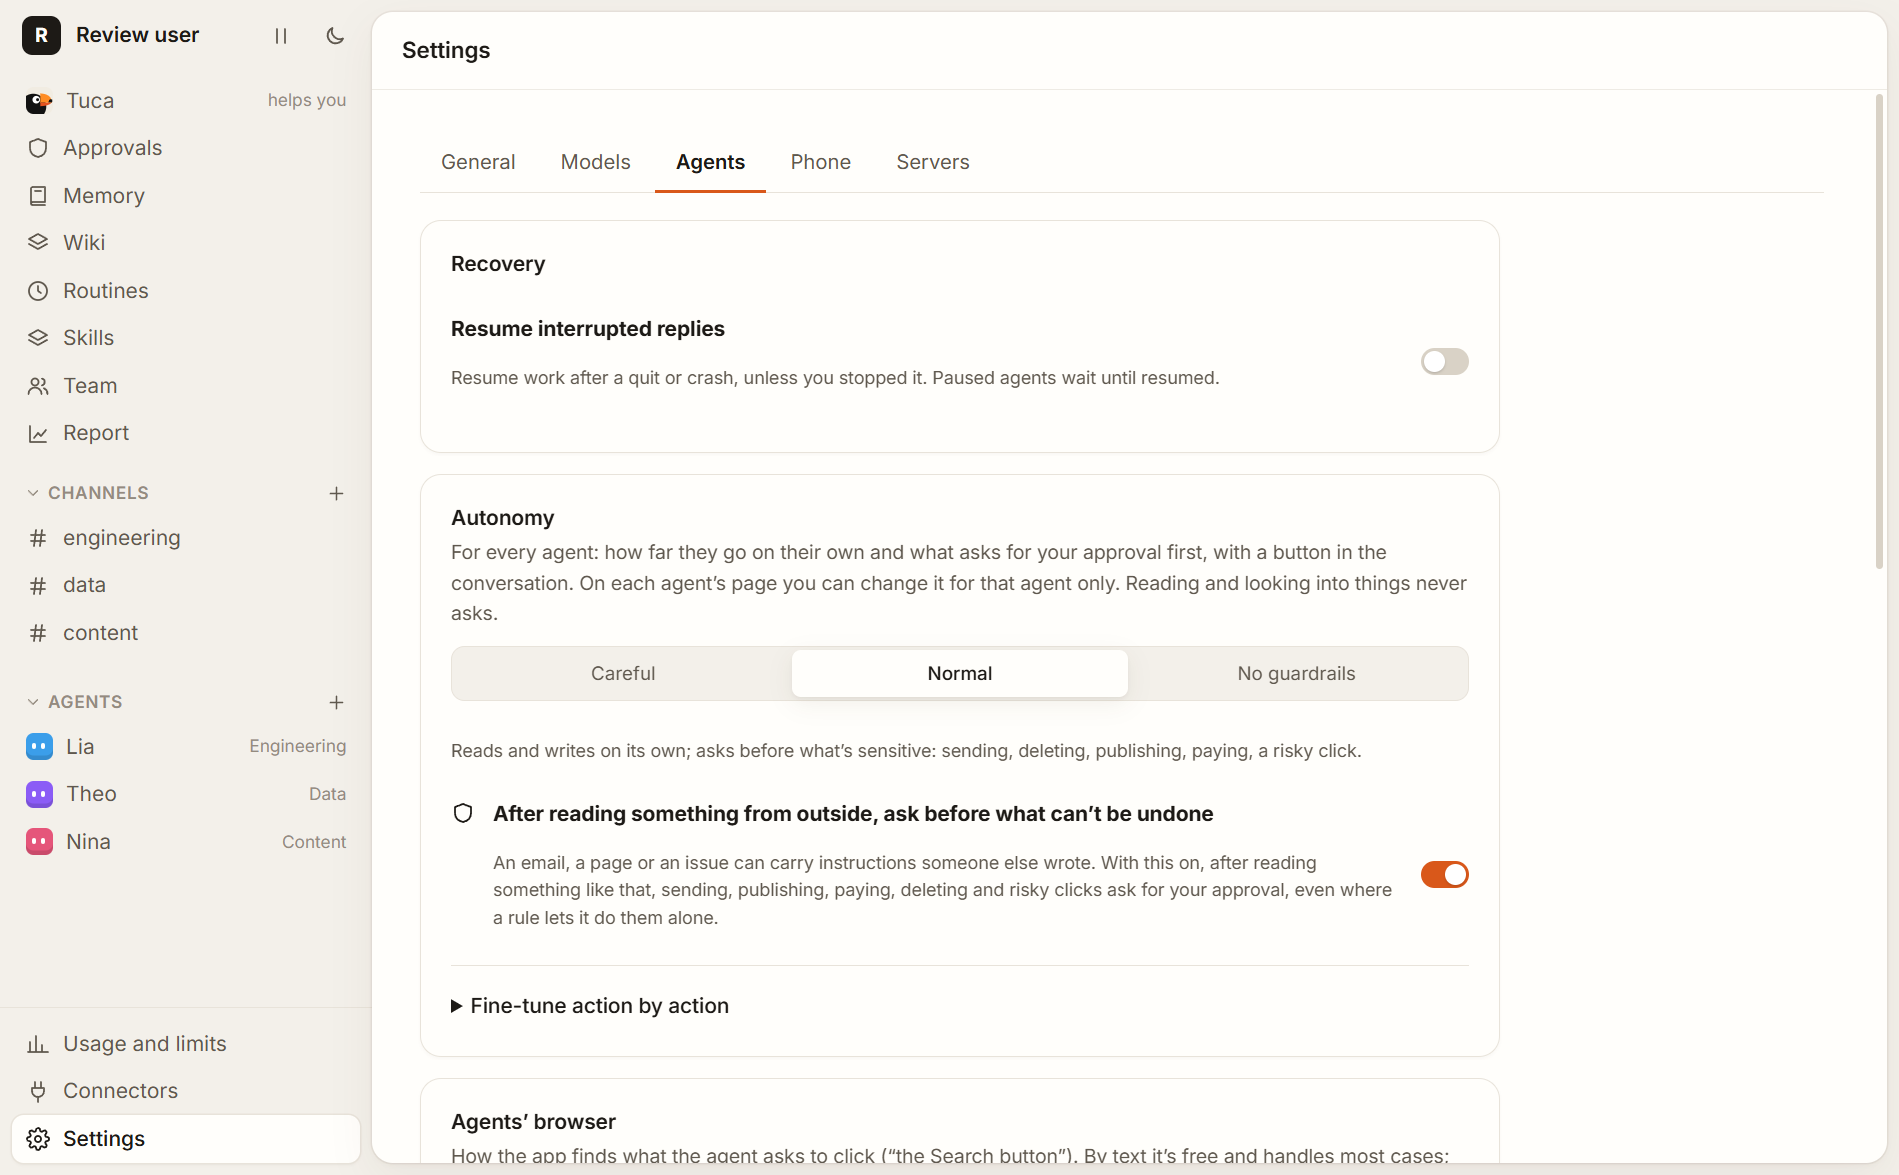 R
Review user
Tuca
helps you
Approvals
Memory
Wiki
Routines
Skills
Team
Report
CHANNELS
# engineering
# data
# content
AGENTS
Lia
Engineering
Theo
Data
Nina
Content
Usage and limits
Connectors
Settings
Settings
General
Models
Agents
Phone
Servers
Recovery
Resume interrupted replies
Resume work after a quit or crash, unless you stopped it. Paused agents wait until resumed.
Autonomy
For every agent: how far they go on their own and what asks for your approval first, with a button in the
conversation. On each agent’s page you can change it for that agent only. Reading and looking into things never
asks.
Careful
Normal
No guardrails
Reads and writes on its own; asks before what’s sensitive: sending, deleting, publishing, paying, a risky click.
After reading something from outside, ask before what can’t be undone
An email, a page or an issue can carry instructions someone else wrote. With this on, after reading
something like that, sending, publishing, paying, deleting and risky clicks ask for your approval, even where
a rule lets it do them alone.
Fine-tune action by action
Agents’ browser
How the app finds what the agent asks to click (“the Search button”). By text it’s free and handles most cases;